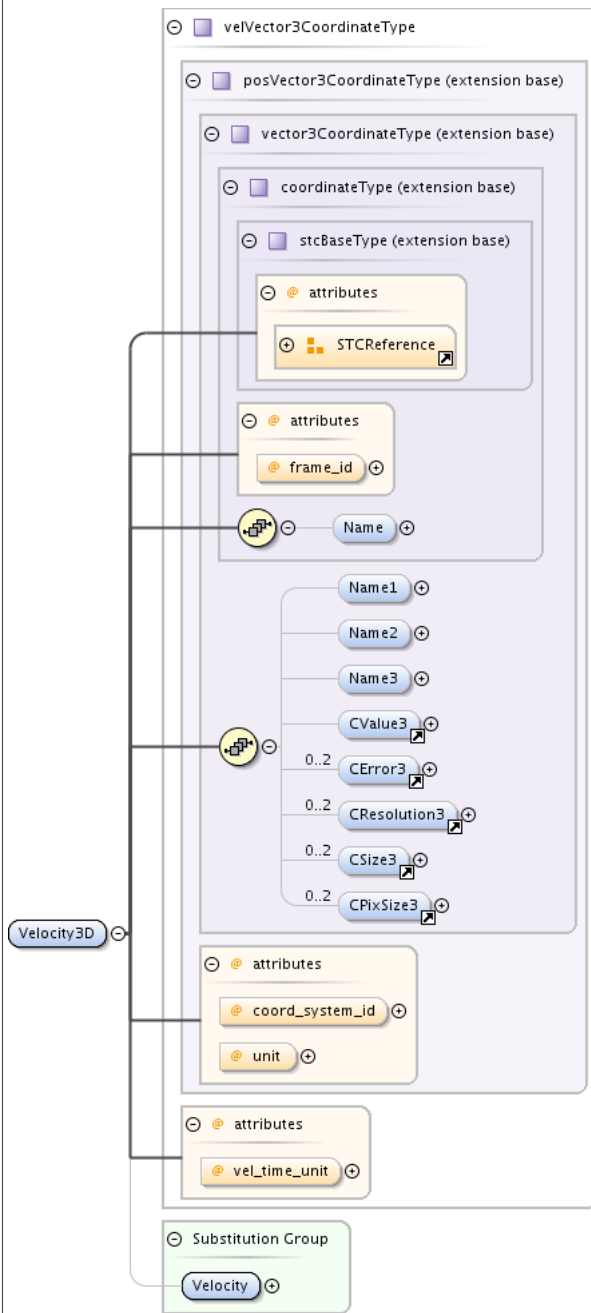 velVector3CoordinateType
posVector3CoordinateType (extension base)
vector3CoordinateType (extension base)
coordinateType (extension base)
stcBaseType (extension base)
@ attributes
STCReference
@ attributes
@ frame_id
Name
Name1
Name2
Name3
CValue3
0..2 CError3
0..2 CResolution3
0..2 CSize3
0..2 CPixSize3
Velocity3D
@ attributes
@ coord_system_id
@ unit
@ attributes
@ vel_time_unit
Substitution Group
Velocity